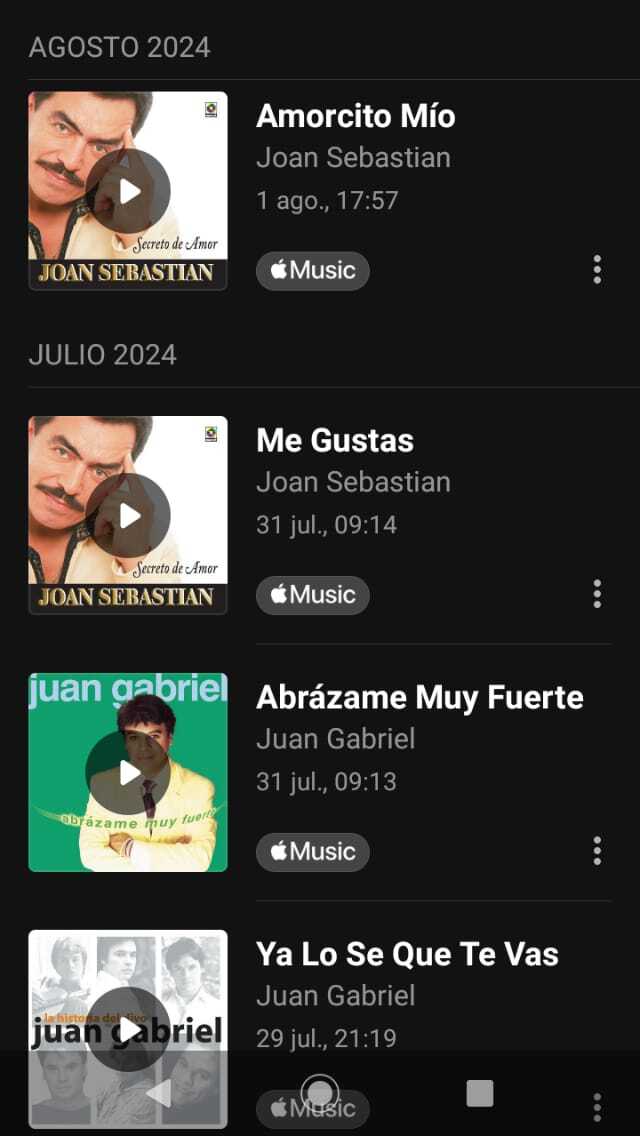 AGOSTO 2024
Secreto de Amor
JOAN SEBASTIAN
Amorcito Mío
Joan Sebastian
1 ago., 17:57
Music
JULIO 2024
Secreto de Amor
JOAN SEBASTIAN
Me Gustas
Joan Sebastian
31 jul., 09:14
Music
juan gabriel
abrázame muy fuerte
Abrázame Muy Fuerte
Juan Gabriel
31 jul., 09:13
Music
la historia del divo
juan gabriel
Ya Lo Se Que Te Vas
Juan Gabriel
29 jul., 21:19
Music